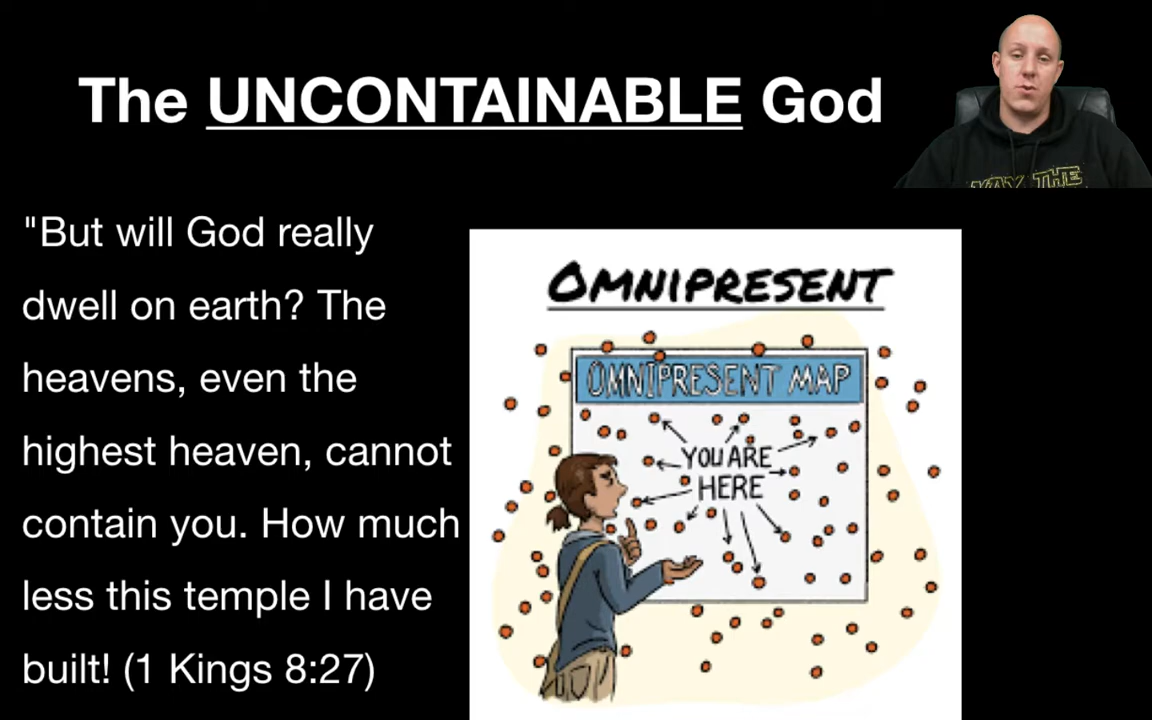 The UNCONTAINABLE God
"But will God really
dwell on earth? The
heavens, even the
highest heaven, cannot
contain you. How much
less this temple I have
built! (1 Kings 8:27)
OMNIPRESENT
OMNIPRESENT MAP
YOU ARE
HERE
THE